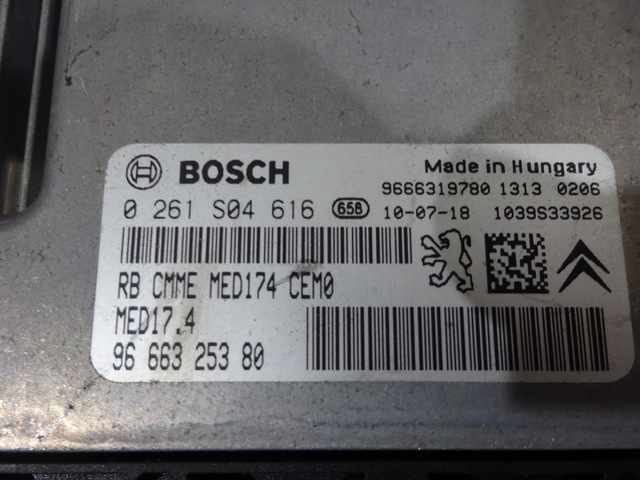 BOSCH
Made in Hungary
9666319780 1313 0206
0 261 S04 616 658 10-07-18 1039S33926
RB CMME MED174 CEM0
MED17.4
96 663 253 80